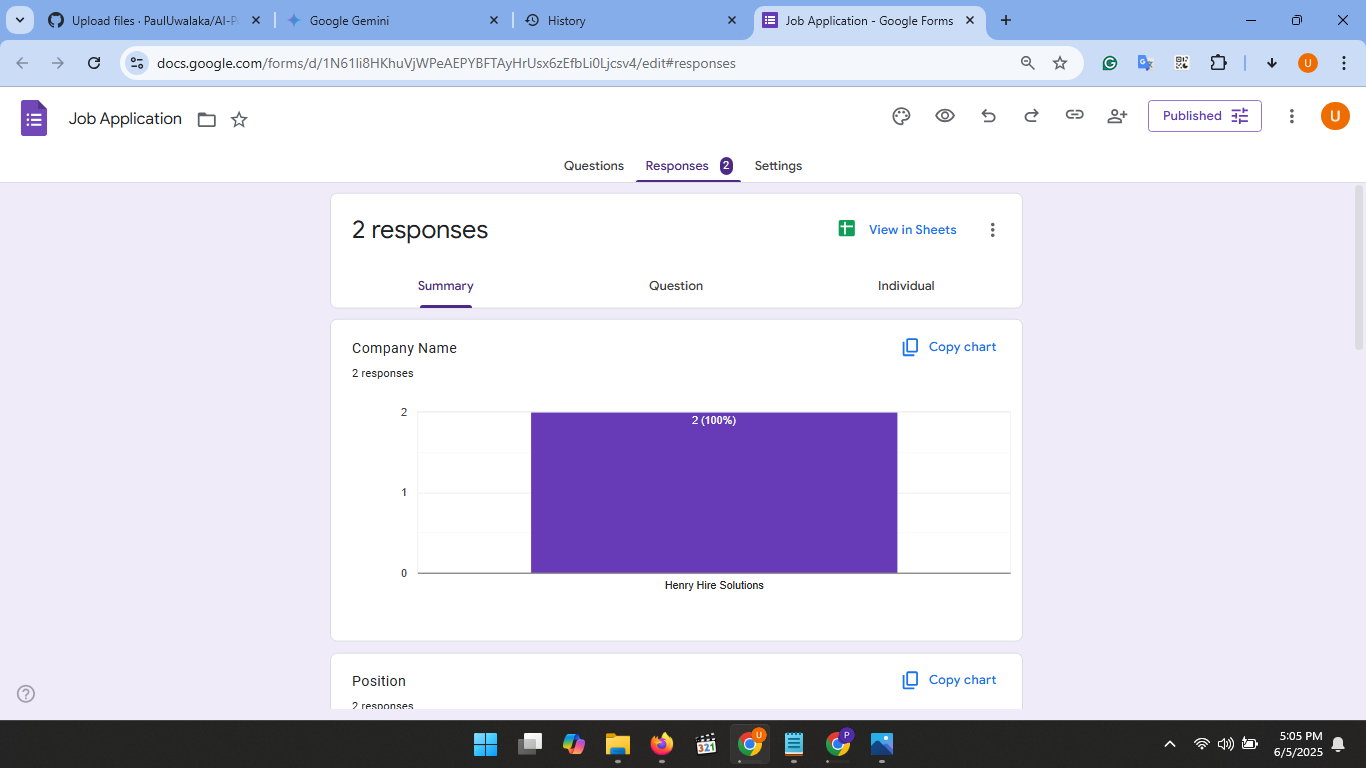 Upload files · PaulUwalaka/AI-P
Google Gemini
History
Job Application - Google Forms
docs.google.com/forms/d/1N61Ii8HKhuVjWPeAEPYBFTAyHrUsx6zEfbLi0Ljcsv4/edit#responses
U
Job Application
Published
U
Questions
Responses 2
Settings
2 responses
View in Sheets
Summary
Question
Individual
Company Name
Copy chart
2 responses
2
2 (100%)
1
0
Henry Hire Solutions
Position
Copy chart
2 responses
321
U
P
5:05 PM
6/5/2025